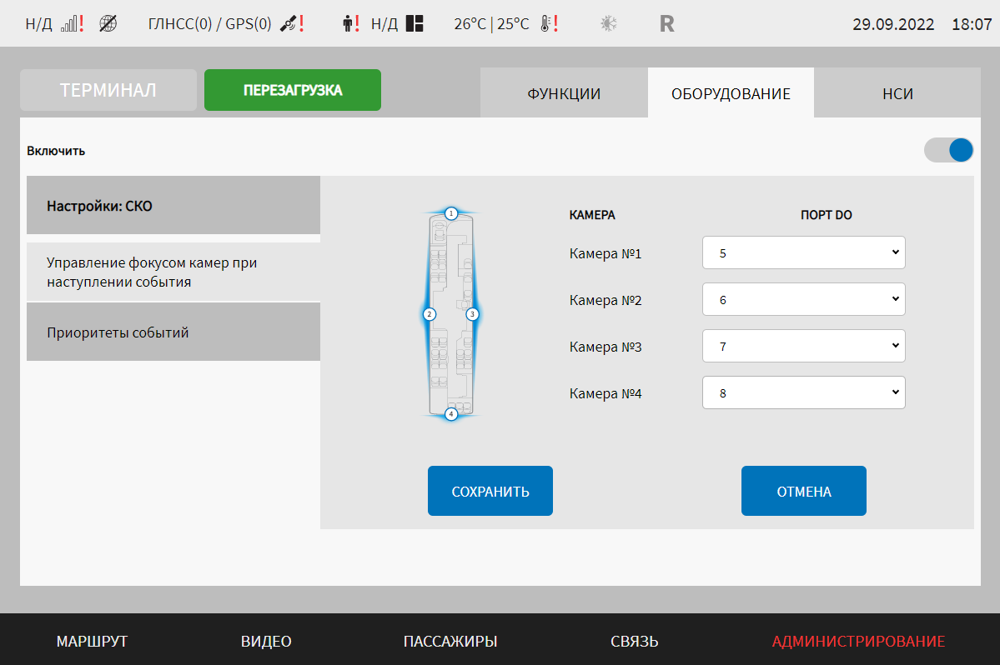 Н/Д ! ГЛНСС(0) / GPS(0) ! ! Н/Д 26°C | 25°C ! R 29.09.2022 18:07
ТЕРМИНАЛ ПЕРЕЗАГРУЗКА ФУНКЦИИ ОБОРУДОВАНИЕ НСИ
Включить
Настройки: СКО
Управление фокусом камер при
наступлении события
Приоритеты событий
1
2 3
4
КАМЕРА ПОРТ DO
Камера №1 5
Камера №2 6
Камера №3 7
Камера №4 8
СОХРАНИТЬ ОТМЕНА
МАРШРУТ ВИДЕО ПАССАЖИРЫ СВЯЗЬ АДМИНИСТРИРОВАНИЕ